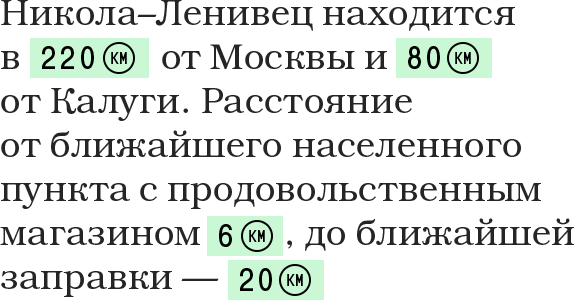 Никола–Ленивец находится
в 220 км от Москвы и 80 км
от Калуги. Расстояние
от ближайшего населенного
пункта с продовольственным
магазином 6 км, до ближайшей
заправки — 20 км